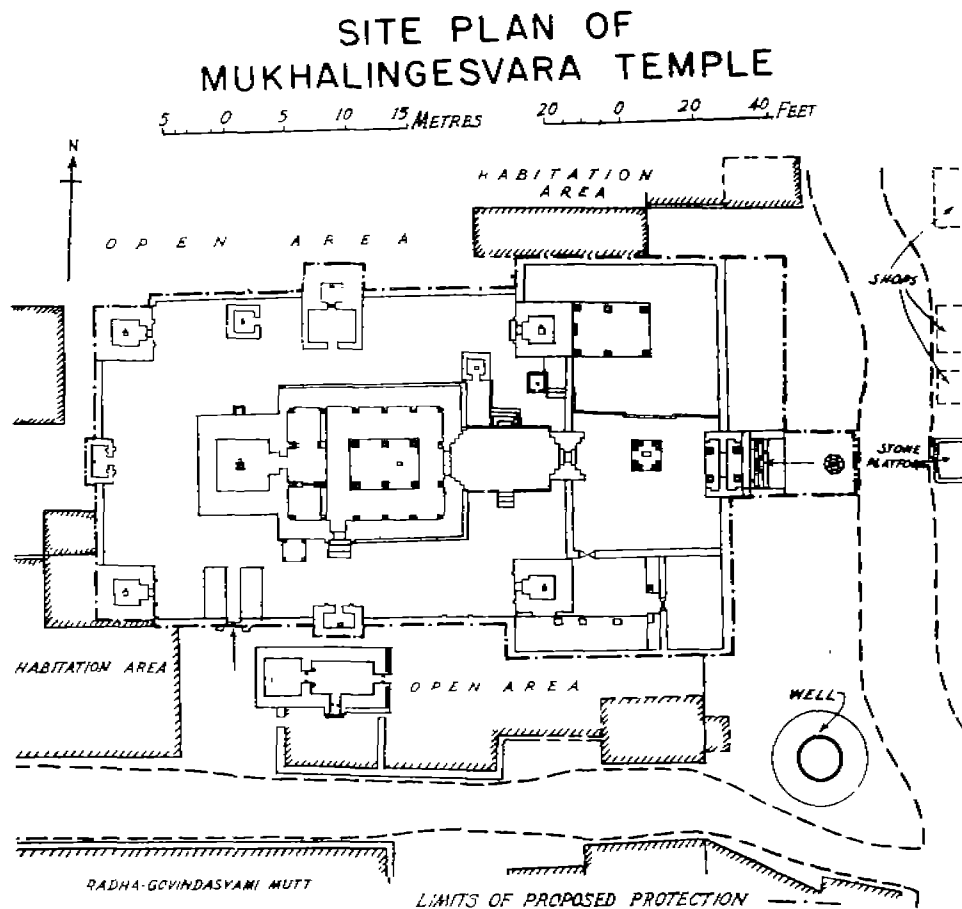 SITE PLAN OF
MUKHALINGESVARA TEMPLE
5 0 5 10 15 METRES
20 0 20 40 FEET
N
HABITATION
AREA
OPEN AREA
SHOPS
STONE
PLATFORM
HABITATION AREA
OPEN AREA
WELL
RADHA-GOVINDASVAMI MUTT
LIMITS OF PROPOSED PROTECTION